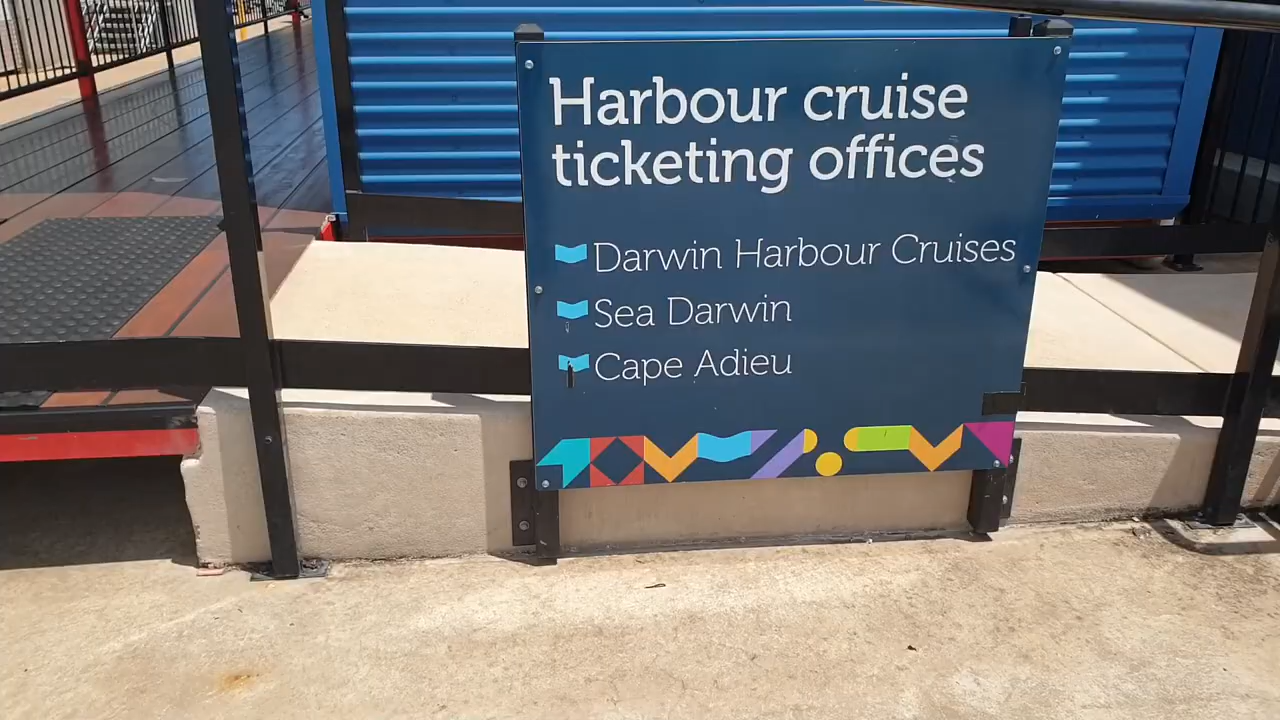 Harbour cruise
ticketing offices
Darwin Harbour Cruises
Sea Darwin
Cape Adieu